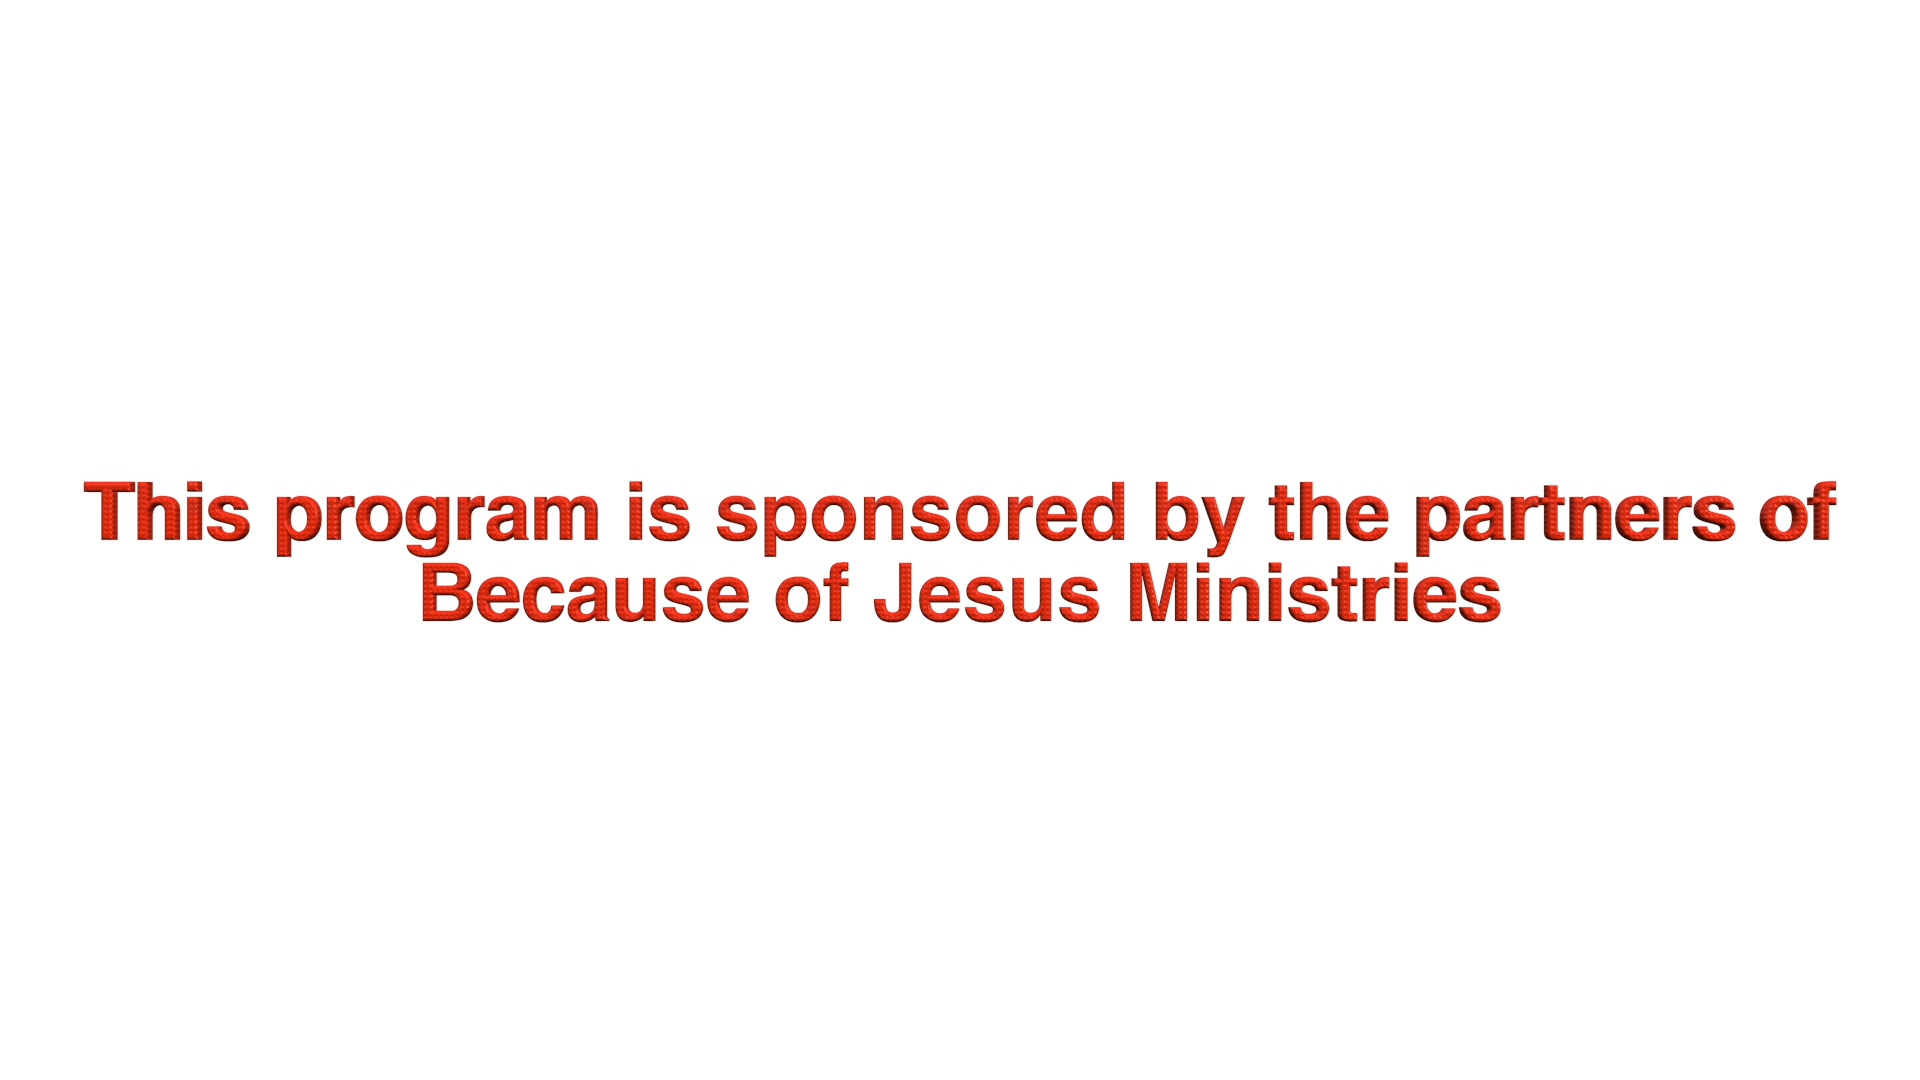 This program is sponsored by the partners of
Because of Jesus Ministries